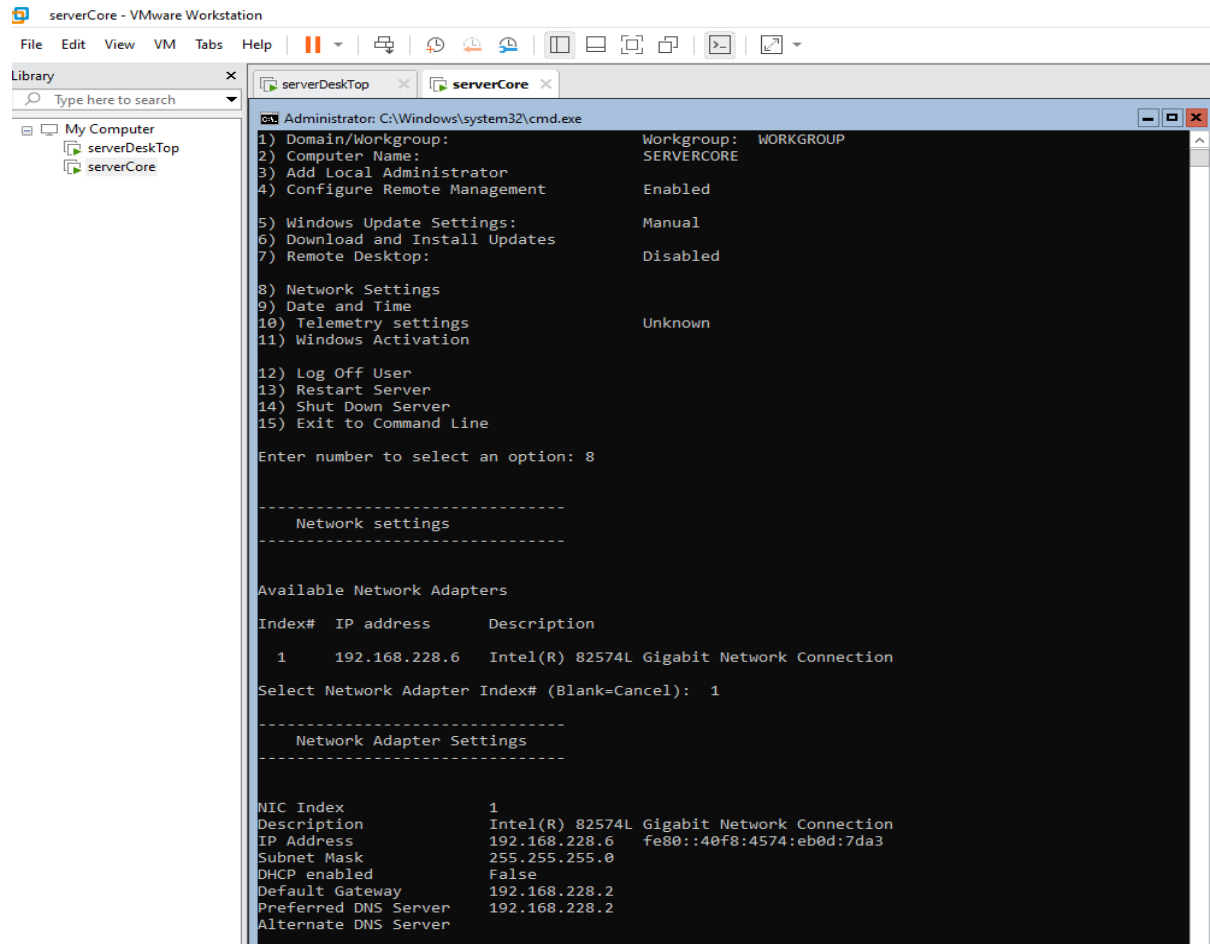 serverCore - VMware Workstation
File Edit View VM Tabs Help
Library
Type here to search
My Computer
serverDeskTop
serverCore
serverDeskTop serverCore
Administrator: C:\Windows\system32\cmd.exe
1) Domain/Workgroup: Workgroup: WORKGROUP
2) Computer Name: SERVERCORE
3) Add Local Administrator
4) Configure Remote Management Enabled
5) Windows Update Settings: Manual
6) Download and Install Updates
7) Remote Desktop: Disabled
8) Network Settings
9) Date and Time
10) Telemetry settings Unknown
11) Windows Activation
12) Log Off User
13) Restart Server
14) Shut Down Server
15) Exit to Command Line
Enter number to select an option: 8
--------------------------------
Network settings
--------------------------------
Available Network Adapters
Index# IP address Description
1 192.168.228.6 Intel(R) 82574L Gigabit Network Connection
Select Network Adapter Index# (Blank=Cancel): 1
--------------------------------
Network Adapter Settings
--------------------------------
NIC Index 1
Description Intel(R) 82574L Gigabit Network Connection
IP Address 192.168.228.6 fe80::40f8:4574:eb0d:7da3
Subnet Mask 255.255.255.0
DHCP enabled False
Default Gateway 192.168.228.2
Preferred DNS Server 192.168.228.2
Alternate DNS Server